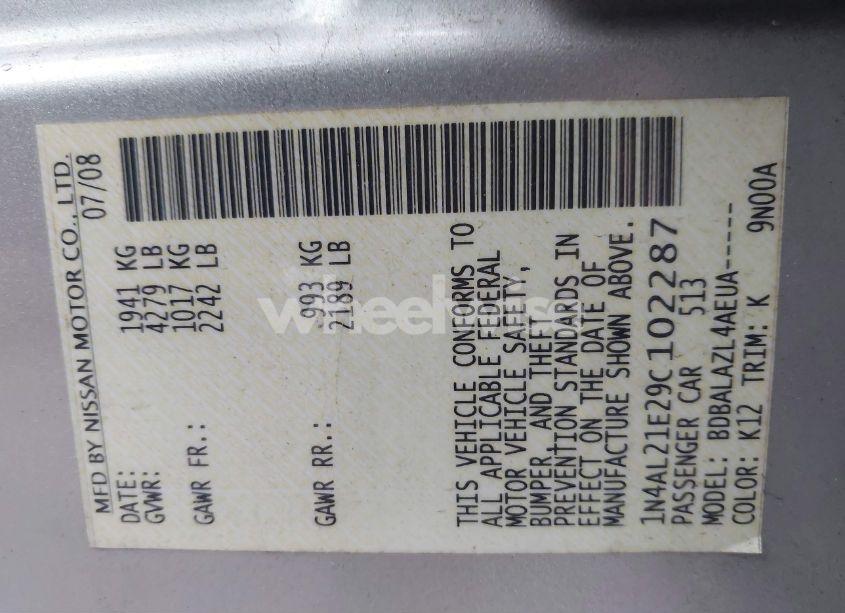 MFD BY NISSAN MOTOR CO., LTD.
DATE: 07/08
GVWR: 1941 KG
4279 LB
GAWR FR.: 1017 KG
2242 LB
GAWR RR.: 993 KG
2189 LB
THIS VEHICLE CONFORMS TO
ALL APPLICABLE FEDERAL
MOTOR VEHICLE SAFETY,
BUMPER, AND THEFT
PREVENTION STANDARDS IN
EFFECT ON THE DATE OF
MANUFACTURE SHOWN ABOVE.
1N4AL21E29C102287
PASSENGER CAR 513
MODEL: BDBALAZL4AEUA-----
COLOR: K12 TRIM: K 9N00A